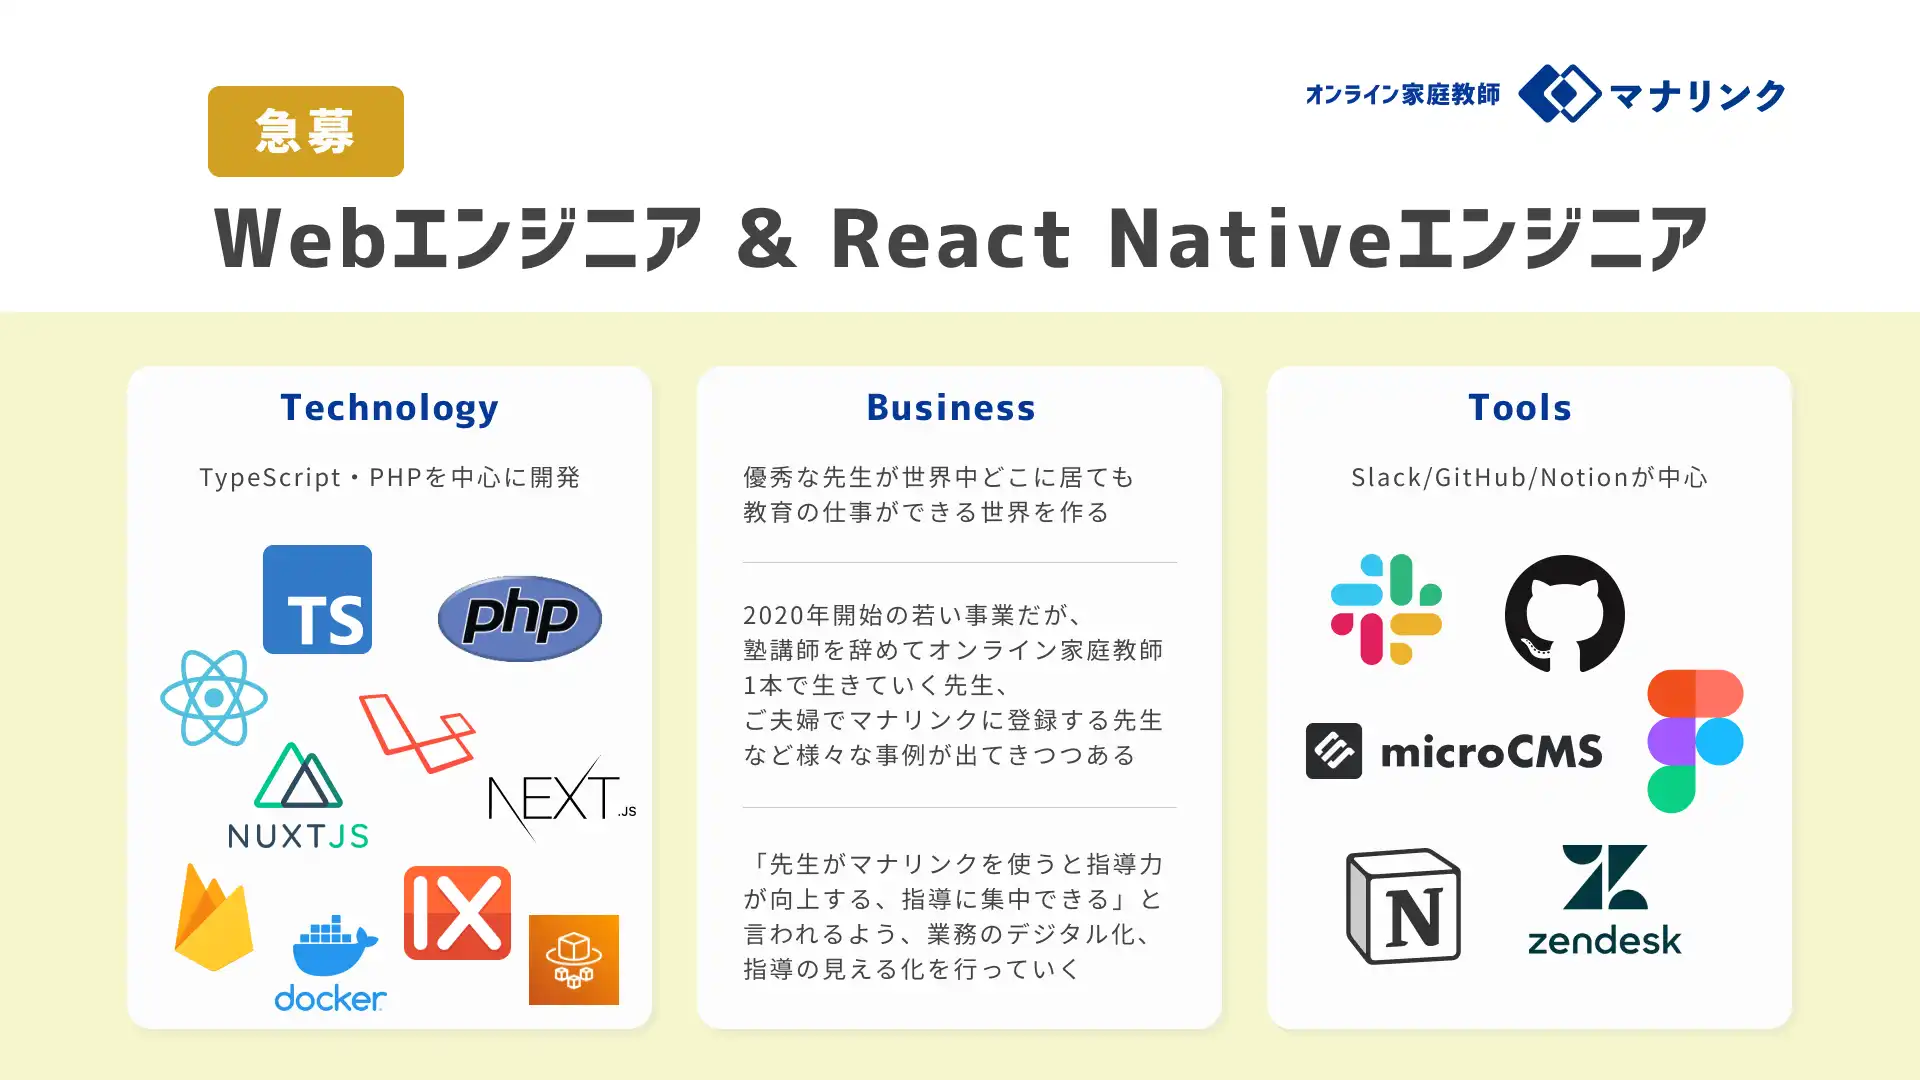 急募
オンライン家庭教師 マナリンク
Webエンジニア & React Nativeエンジニア
Technology
TypeScript・PHPを中心に開発
TS
php
NUXTJS
NEXT.JS
IX
docker
Business
優秀な先生が世界中どこに居ても
教育の仕事ができる世界を作る
2020年開始の若い事業だが、
塾講師を辞めてオンライン家庭教師
1本で生きていく先生、
ご夫婦でマナリンクに登録する先生
など様々な事例が出てきつつある
「先生がマナリンクを使うと指導力
が向上する、指導に集中できる」と
言われるよう、業務のデジタル化、
指導の見える化を行っていく
Tools
Slack/GitHub/Notionが中心
microCMS
N
zendesk